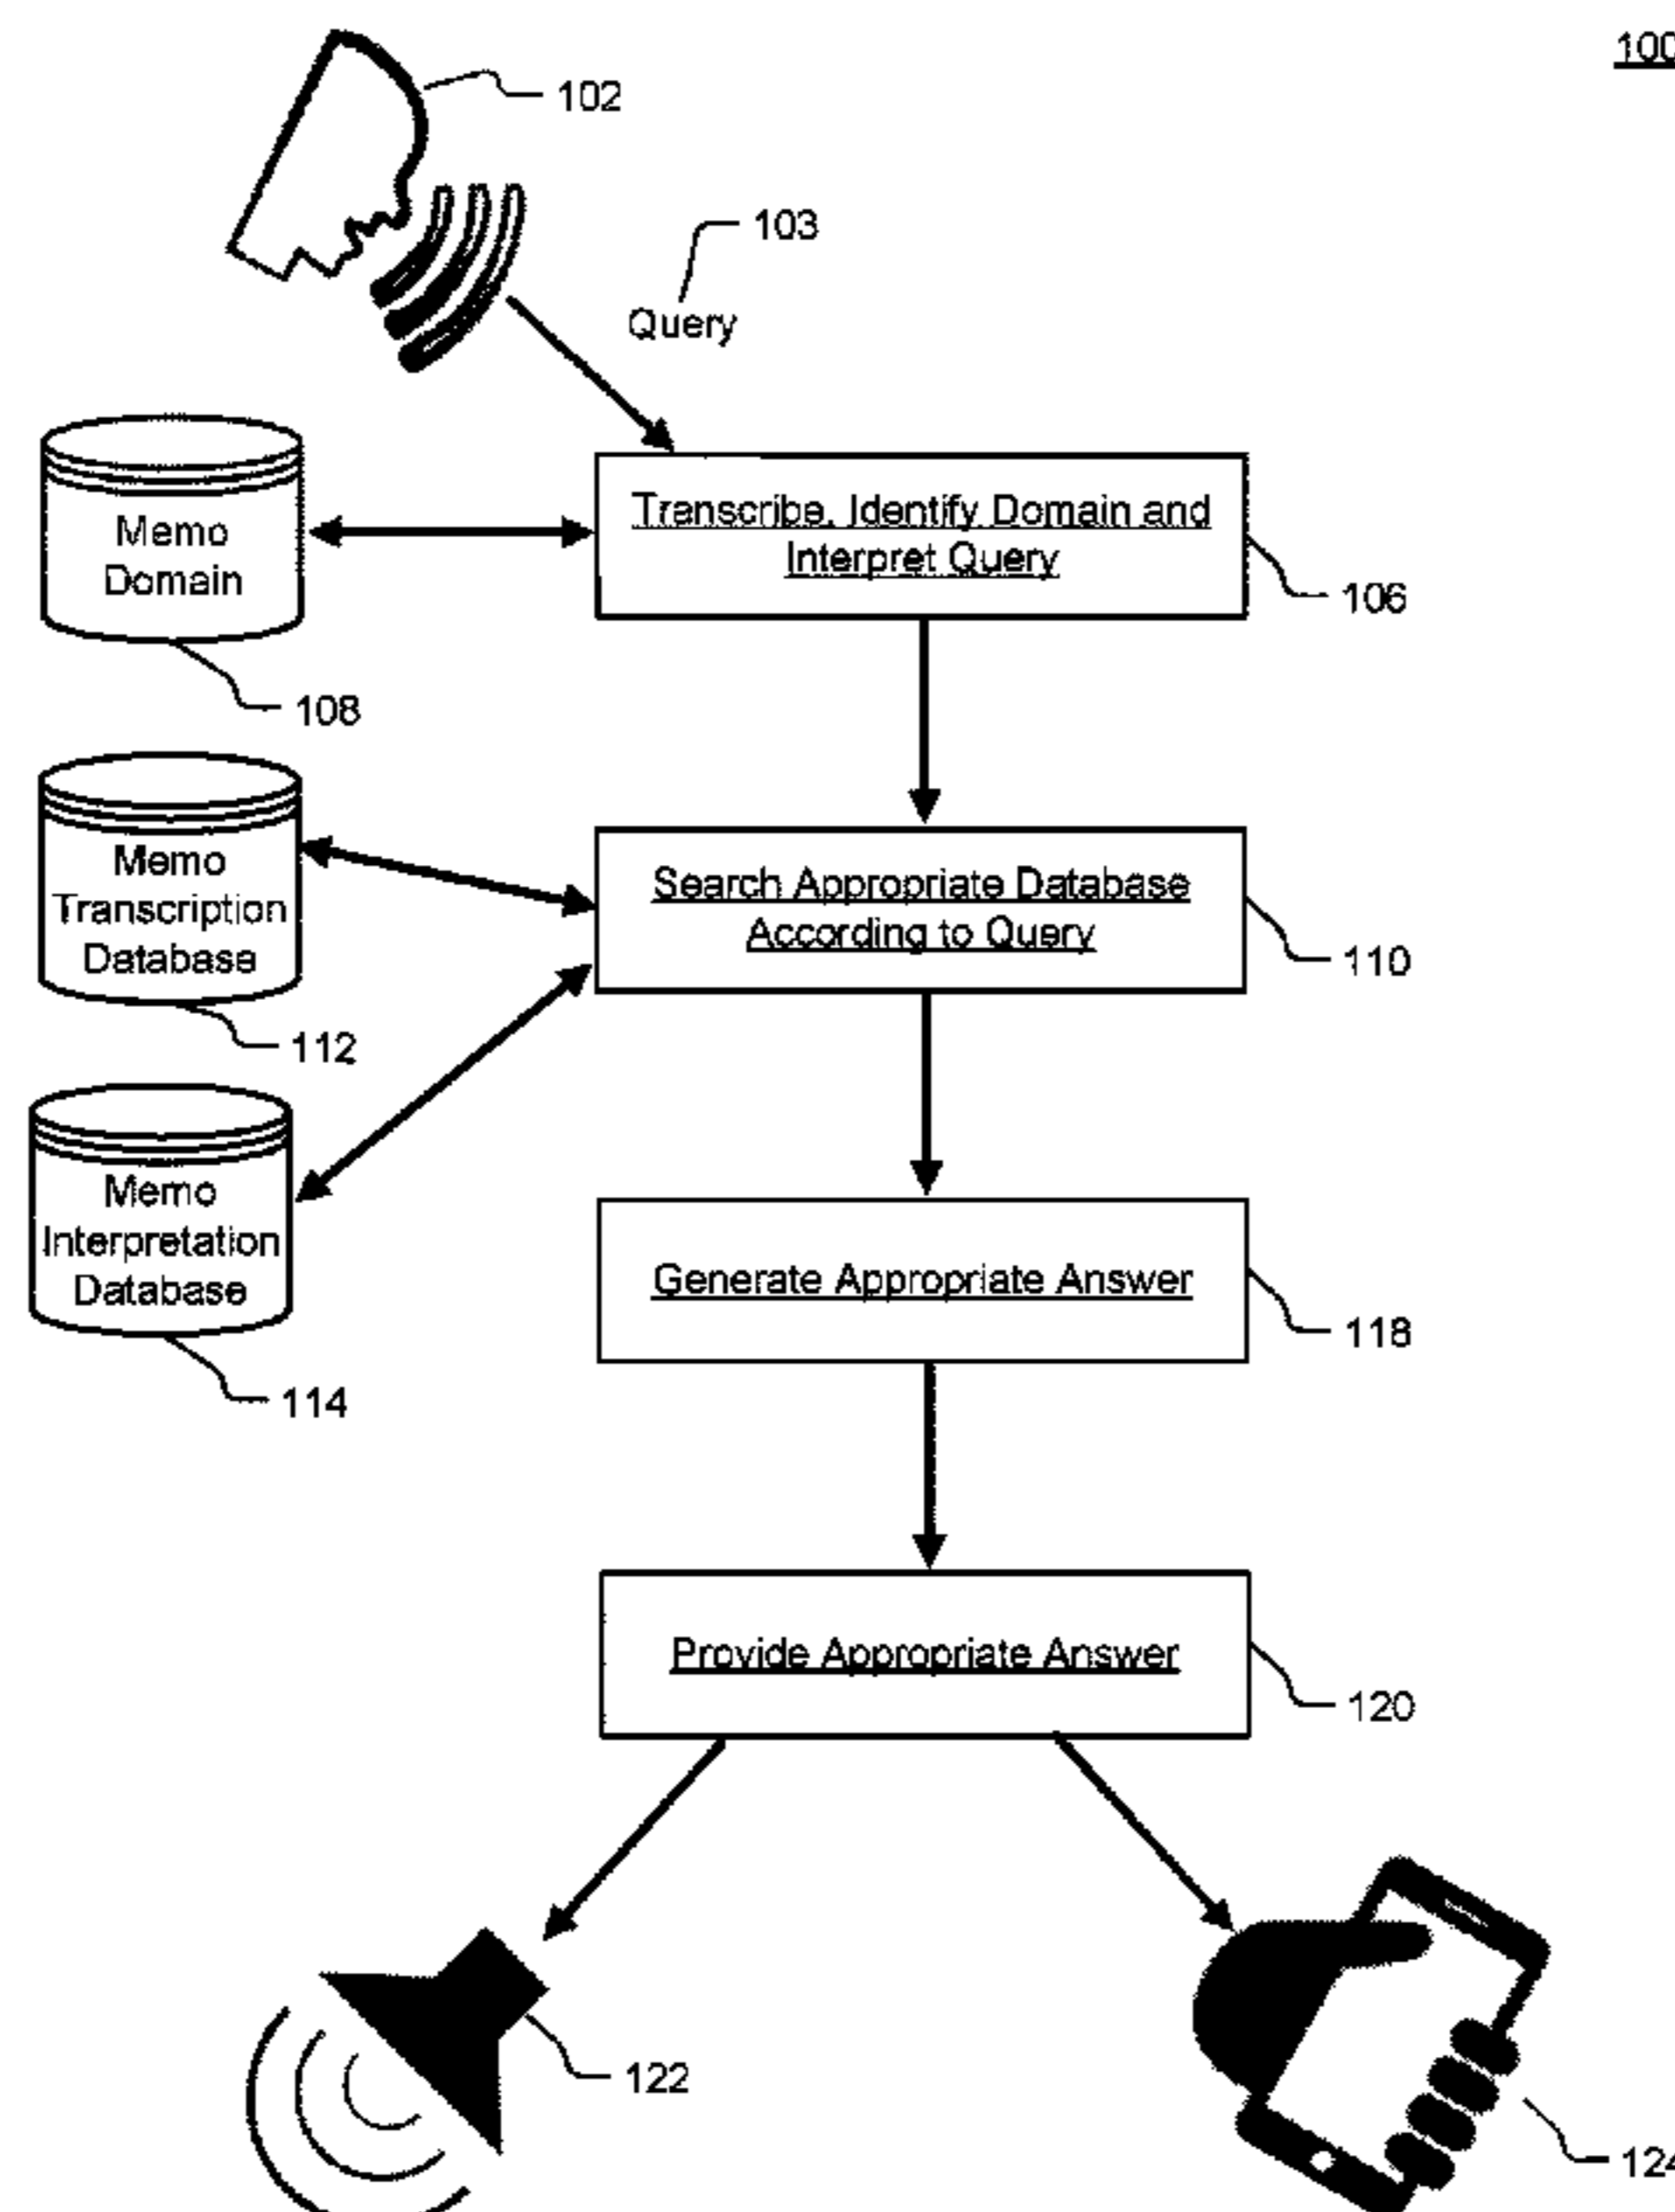 100
102
103
Query
Memo
Domain
Transcribe, Identify Domain and
Interpret Query
106
108
Memo
Transcription
Database
Search Appropriate Database
According to Query
110
112
Memo
Interpretation
Database
Generate Appropriate Answer
118
114
Provide Appropriate Answer
120
122
124